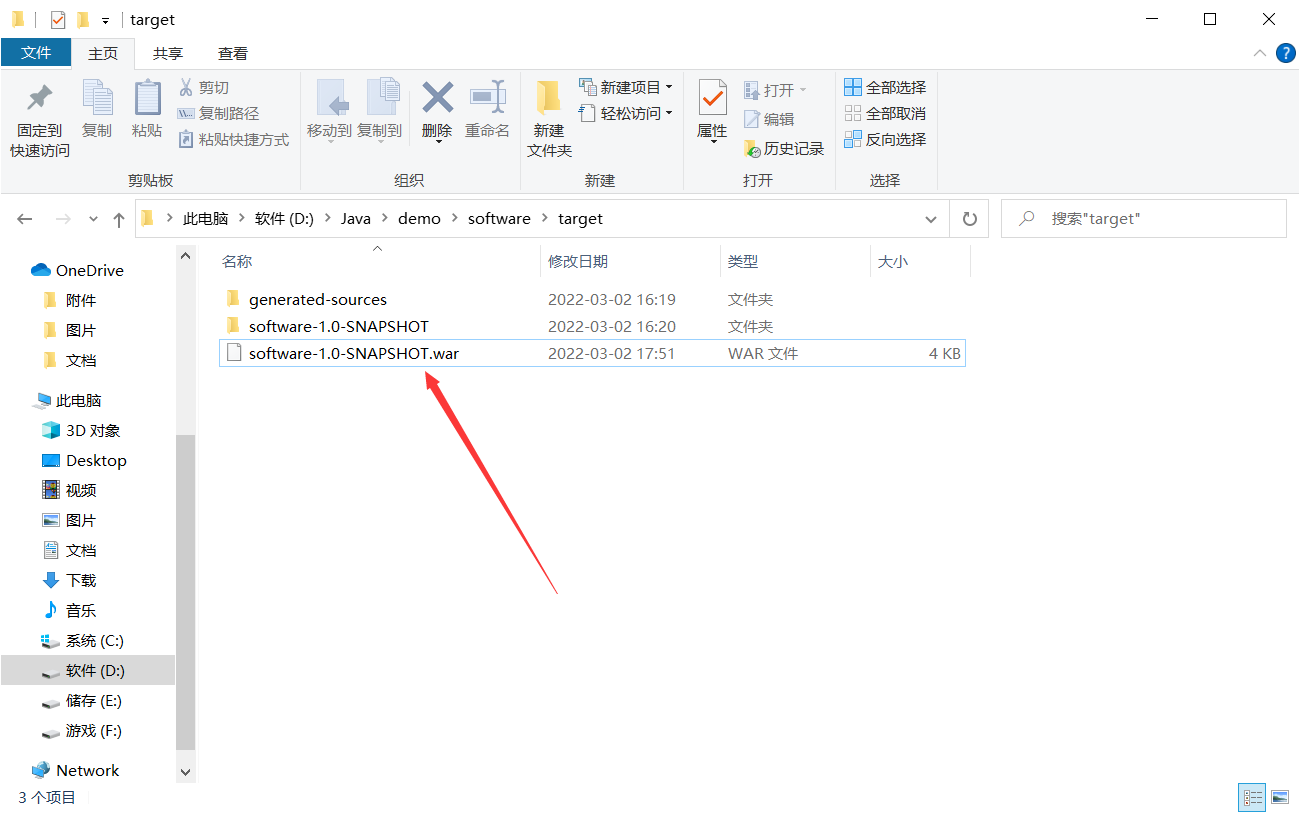 target
文件 主页 共享 查看
固定到
快速访问
复制
粘贴
剪切
复制路径
粘贴快捷方式
剪贴板
移动到
复制到
删除
重命名
组织
新建
文件夹
新建项目
轻松访问
新建
属性
打开
编辑
历史记录
打开
全部选择
全部取消
反向选择
选择
此电脑 > 软件 (D:) > Java > demo > software > target
搜索"target"
OneDrive
附件
图片
文档
此电脑
3D 对象
Desktop
视频
图片
文档
下载
音乐
系统 (C:)
软件 (D:)
储存 (E:)
游戏 (F:)
Network
名称 修改日期 类型 大小
generated-sources 2022-03-02 16:19 文件夹
software-1.0-SNAPSHOT 2022-03-02 16:20 文件夹
software-1.0-SNAPSHOT.war 2022-03-02 17:51 WAR 文件 4 KB
3 个项目